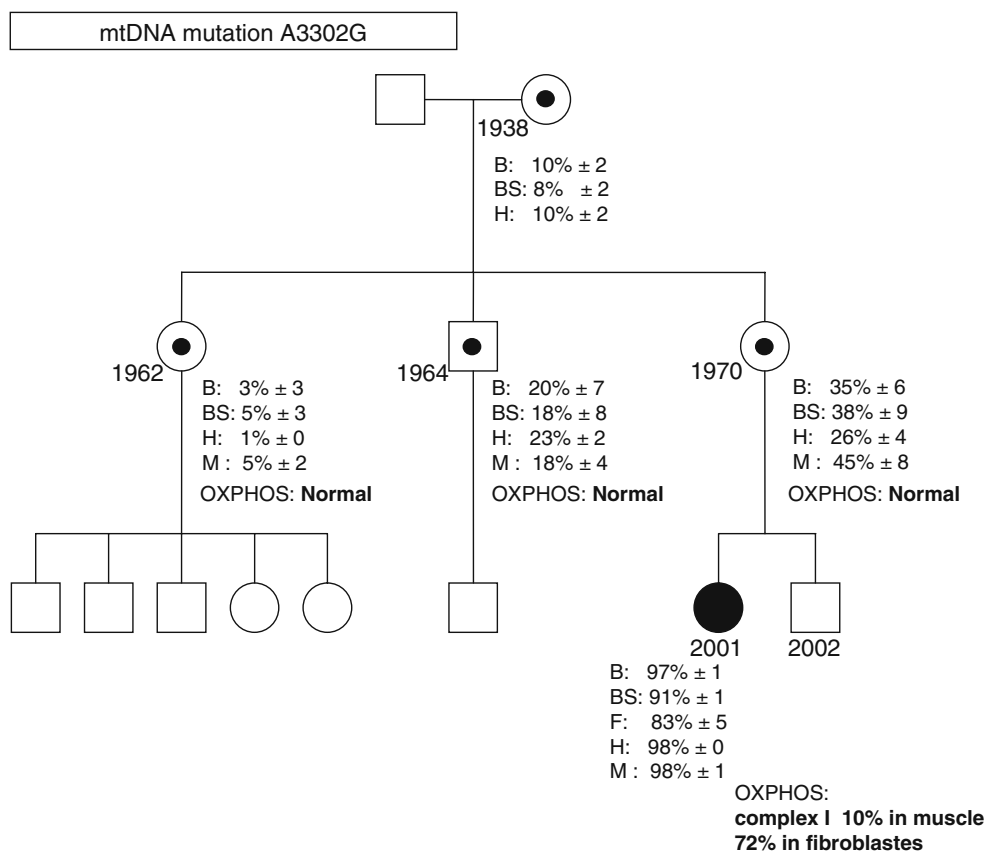 mtDNA mutation A3302G
1938
B: 10% ± 2
BS: 8% ± 2
H: 10% ± 2
1962
B: 3% ± 3
BS: 5% ± 3
H: 1% ± 0
M : 5% ± 2
OXPHOS: Normal
1964
B: 20% ± 7
BS: 18% ± 8
H: 23% ± 2
M : 18% ± 4
OXPHOS: Normal
1970
B: 35% ± 6
BS: 38% ± 9
H: 26% ± 4
M : 45% ± 8
OXPHOS: Normal
2001
B: 97% ± 1
BS: 91% ± 1
F: 83% ± 5
H: 98% ± 0
M : 98% ± 1
OXPHOS:
complex I 10% in muscle
72% in fibroblastes
2002